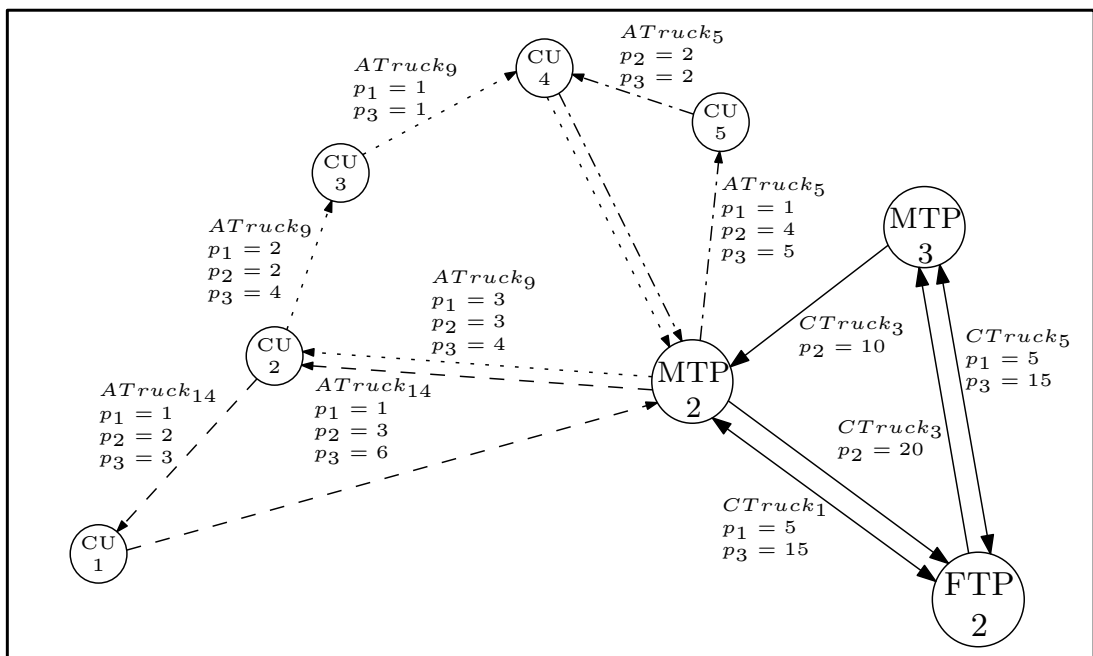 ATruck₅
p₂ = 2
p₃ = 2
CU
4
ATruck₉
p₁ = 1
p₃ = 1
CU
5
CU
3
ATruck₅
p₁ = 1
p₂ = 4
p₃ = 5
MTP
3
ATruck₉
p₁ = 2
p₂ = 2
p₃ = 4
ATruck₉
p₁ = 3
p₂ = 3
p₃ = 4
CTruck₃
p₂ = 10
CTruck₅
p₁ = 5
p₃ = 15
CU
2
MTP
2
ATruck₁₄
p₁ = 1
p₂ = 2
p₃ = 3
ATruck₁₄
p₁ = 1
p₂ = 3
p₃ = 6
CTruck₃
p₂ = 20
CTruck₁
p₁ = 5
p₃ = 15
CU
1
FTP
2